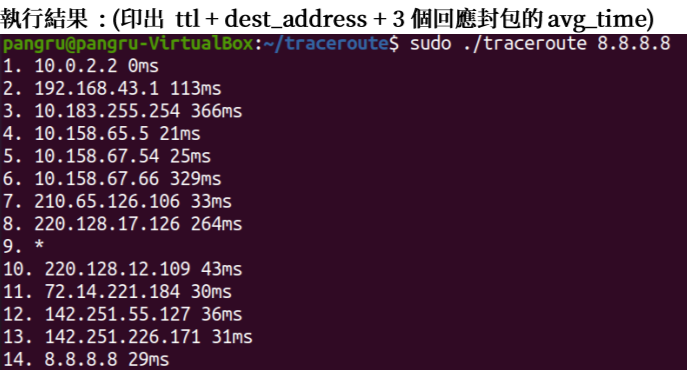 執行結果 : (印出 ttl + dest_address + 3 個回應封包的 avg_time)
pangru@pangru-VirtualBox:~/traceroute$ sudo ./traceroute 8.8.8.8
1. 10.0.2.2 0ms
2. 192.168.43.1 113ms
3. 10.183.255.254 366ms
4. 10.158.65.5 21ms
5. 10.158.67.54 25ms
6. 10.158.67.66 329ms
7. 210.65.126.106 33ms
8. 220.128.17.126 264ms
9. *
10. 220.128.12.109 43ms
11. 72.14.221.184 30ms
12. 142.251.55.127 36ms
13. 142.251.226.171 31ms
14. 8.8.8.8 29ms